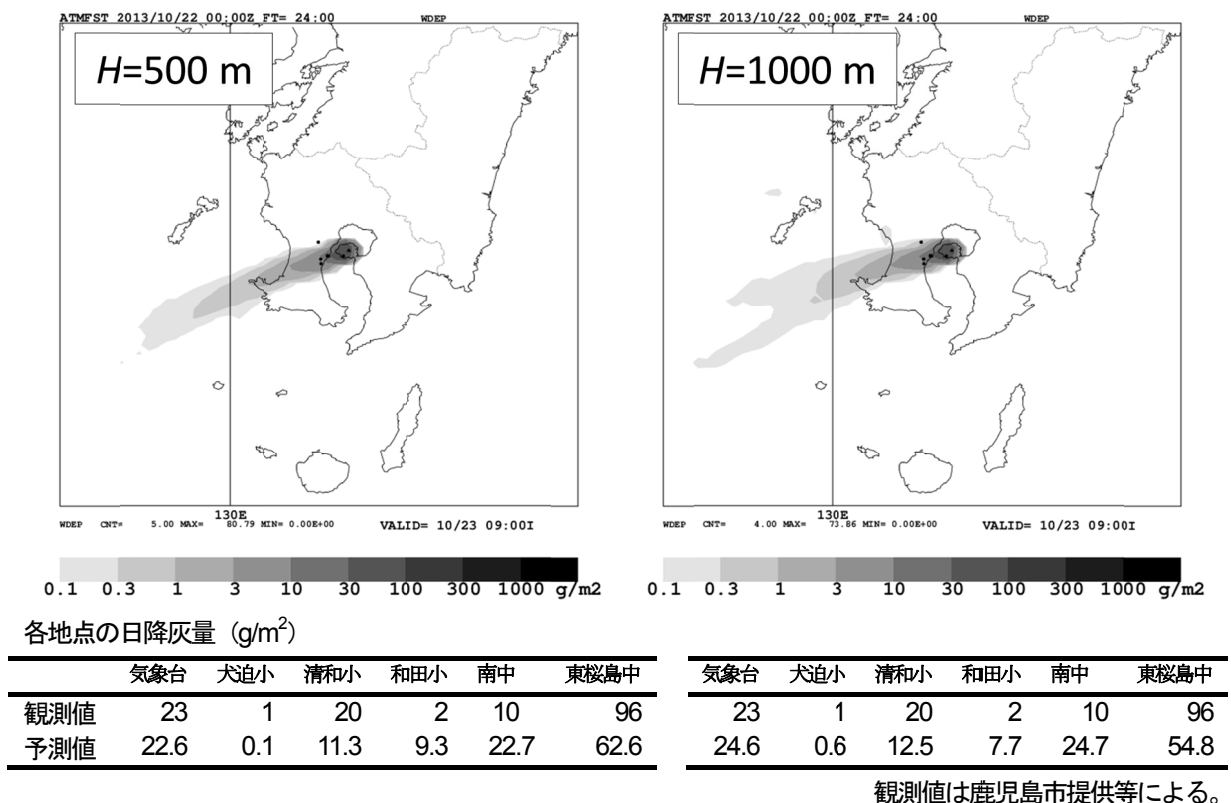 ATMFST 2013/10/22 00:00Z FT= 24:00 WDEP
H=500 m
130E
WDEP CNT= 5.00 MAX= 80.79 MIN= 0.00E+00 VALID= 10/23 09:00I
0.1 0.3 1 3 10 30 100 300 1000 g/m2
ATMFST 2013/10/22 00:00Z FT= 24:00 WDEP
H=1000 m
130E
WDEP CNT= 4.00 MAX= 73.86 MIN= 0.00E+00 VALID= 10/23 09:00I
0.1 0.3 1 3 10 30 100 300 1000 g/m2
各地点の日降灰量（g/m²）
気象台 犬迫小 清和小 和田小 南中 東桜島中
観測値 23 1 20 2 10 96
予測値 22.6 0.1 11.3 9.3 22.7 62.6
気象台 犬迫小 清和小 和田小 南中 東桜島中
23 1 20 2 10 96
24.6 0.6 12.5 7.7 24.7 54.8
観測値は鹿児島市提供等による。